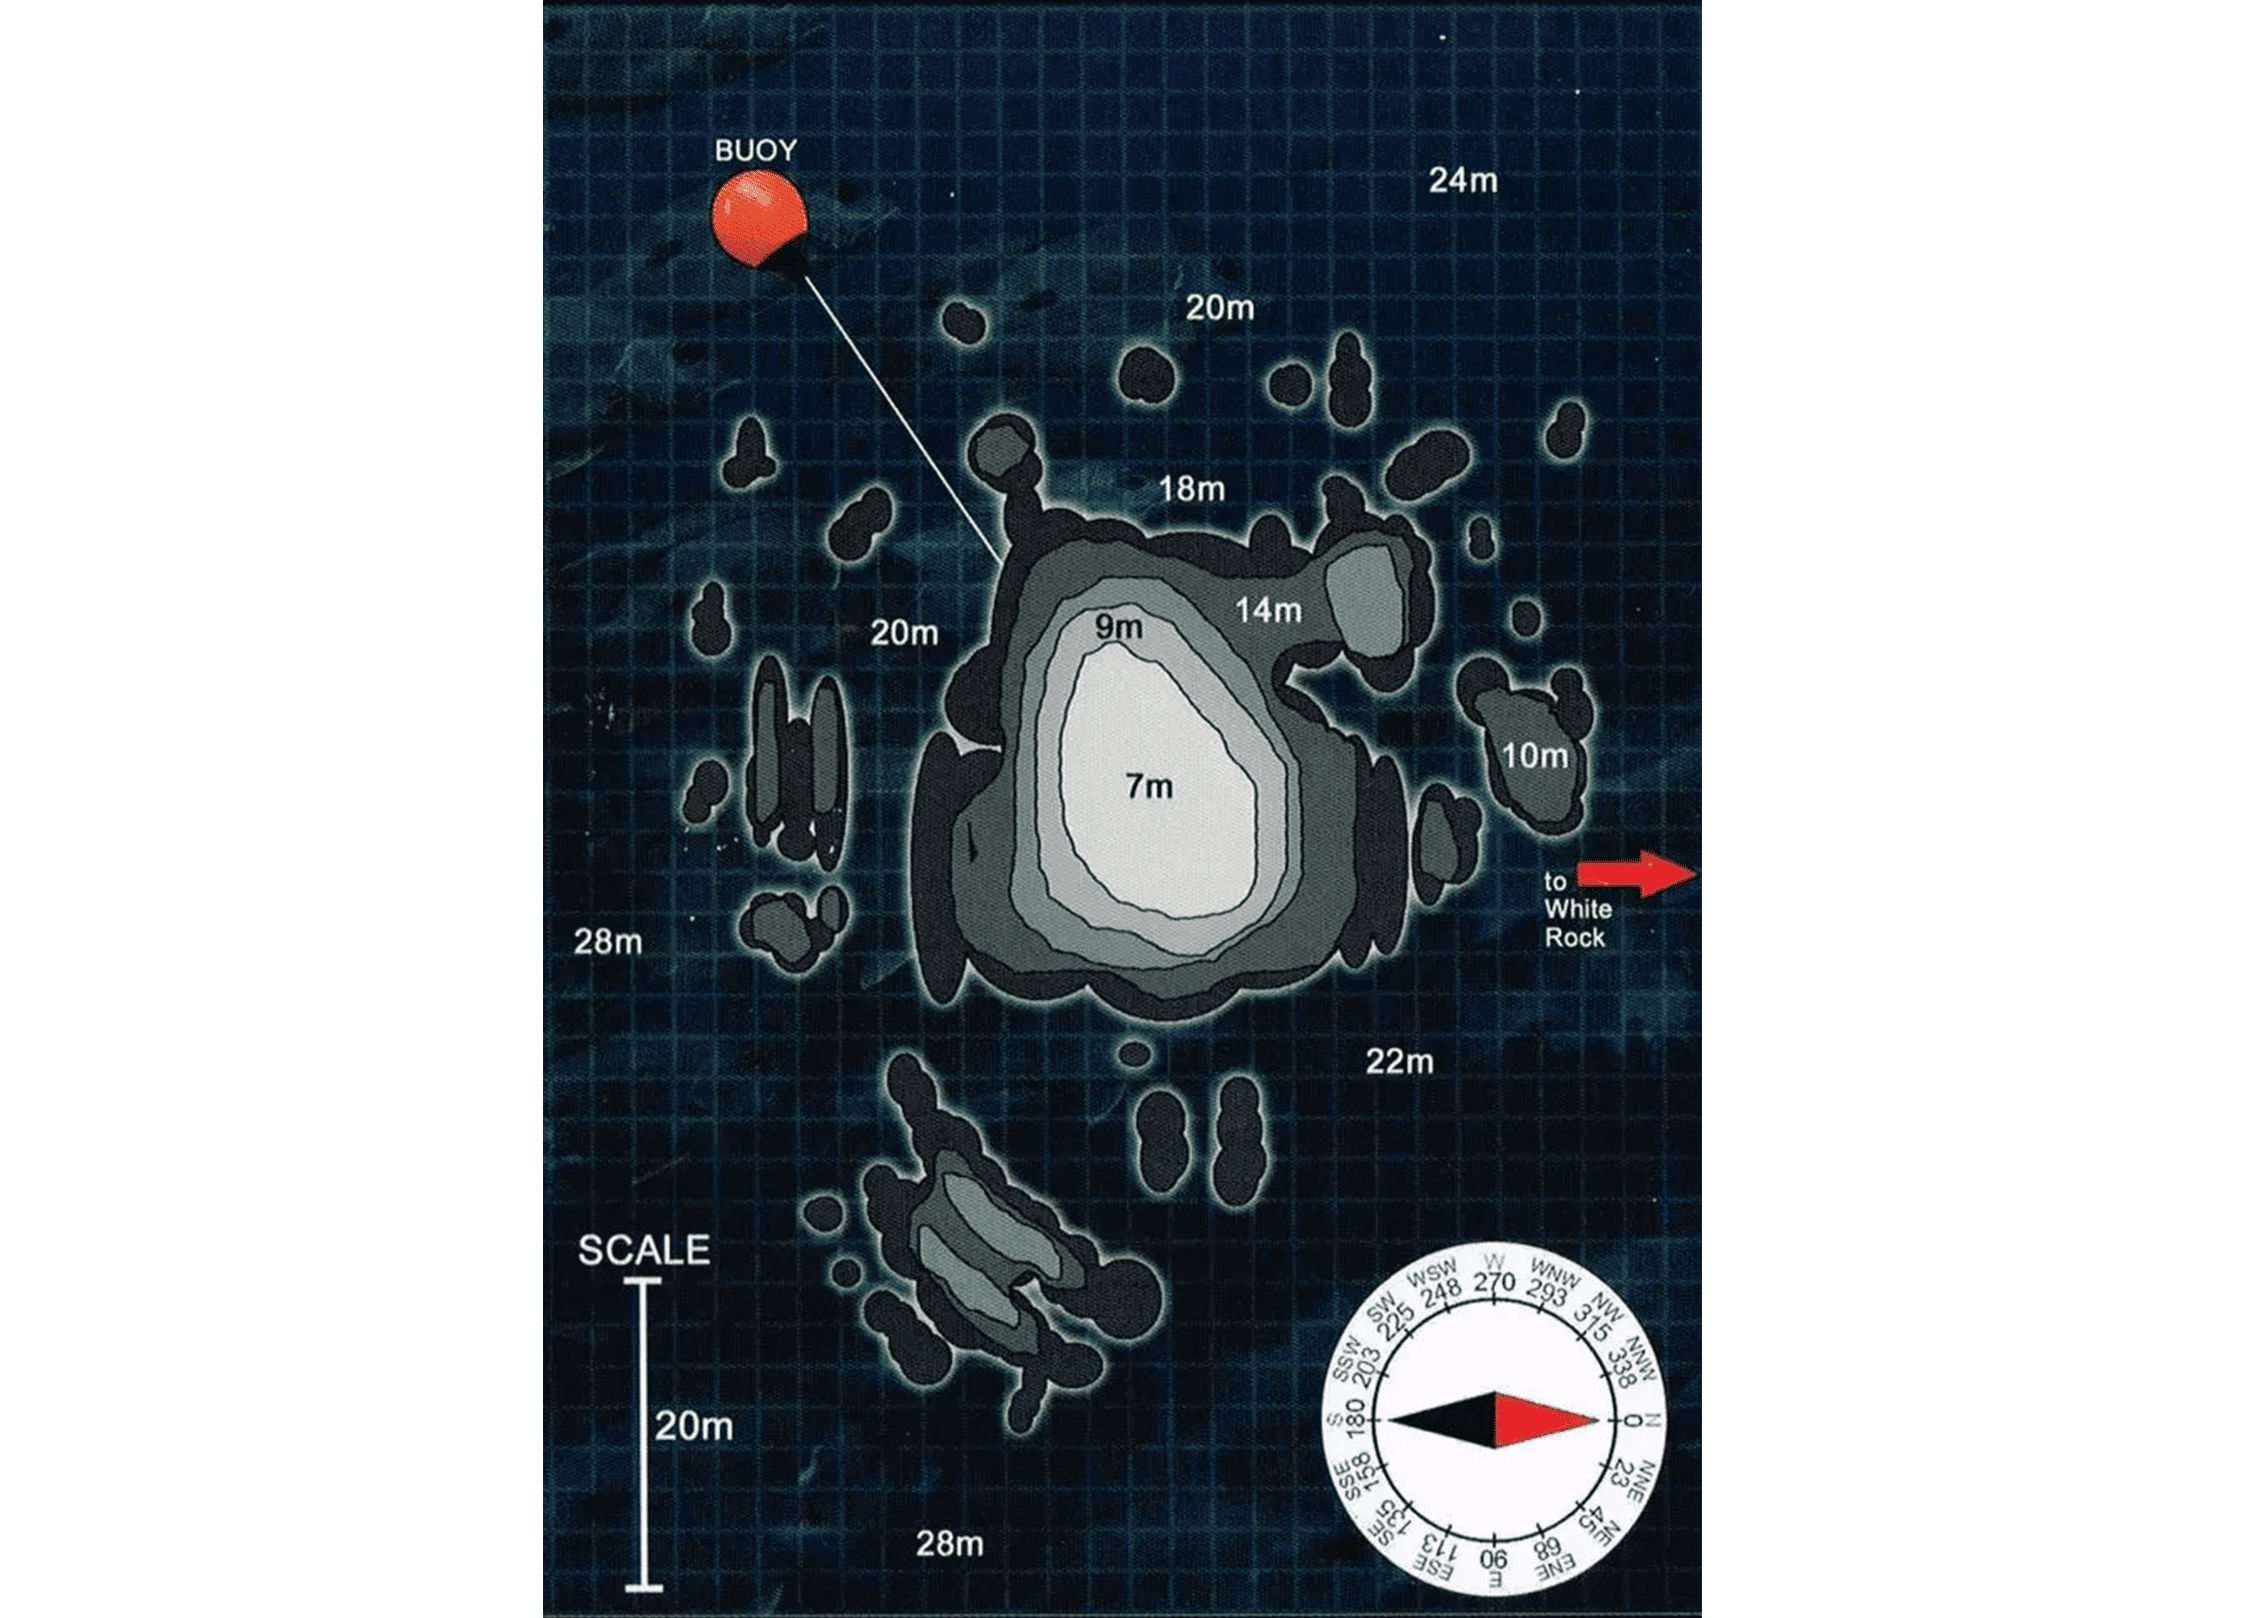 BUOY
24m
20m
18m
14m
9m
20m
10m
7m
to
White
Rock
28m
22m
SCALE
20m
28m
W
270
WNW
293
NW
315
NNW
338
N
0
NNE
23
NE
45
ENE
68
E
90
ESE
113
SE
135
SSE
158
S
180
SSW
203
SW
225
WSW
248